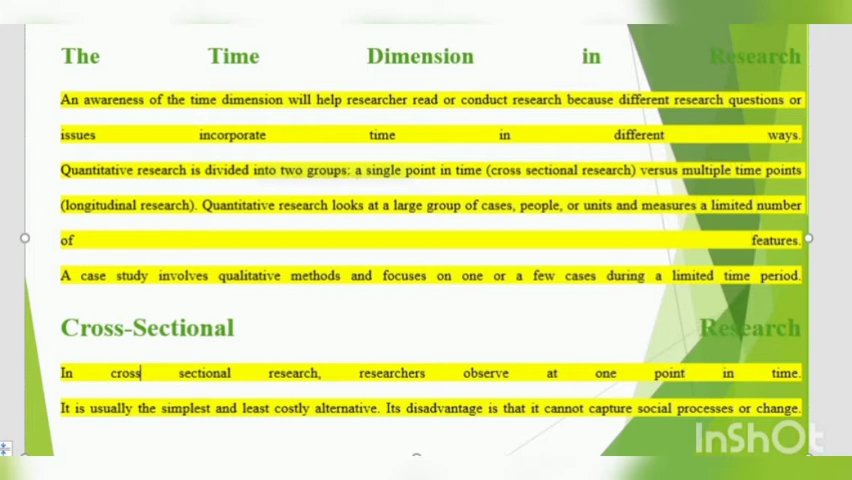 The Time Dimension in Research
An awareness of the time dimension will help researcher read or conduct research because different research questions or
issues incorporate time in different ways.
Quantitative research is divided into two groups: a single point in time (cross sectional research) versus multiple time points
(longitudinal research). Quantitative research looks at a large group of cases, people, or units and measures a limited number
of features.
A case study involves qualitative methods and focuses on one or a few cases during a limited time period.
Cross-Sectional Research
In cross sectional research, researchers observe at one point in time.
It is usually the simplest and least costly alternative. Its disadvantage is that it cannot capture social processes or change.
InShOt